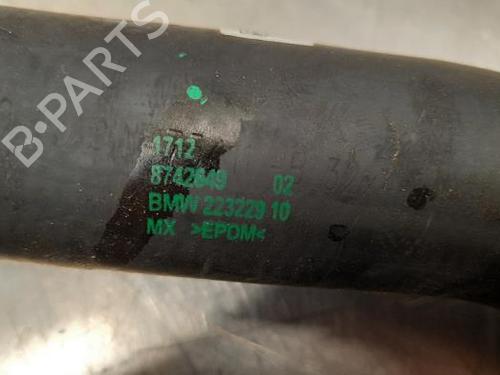 B-PARTS
1712
8742649 02
BMW 223229 10
MX >EPDM<